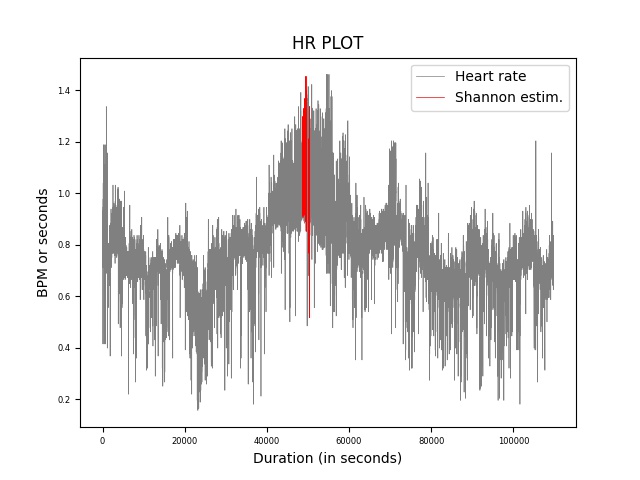 HR PLOT
Heart rate
Shannon estim.
1.4
1.2
1.0
0.8
0.6
0.4
0.2
BPM or seconds
0 20000 40000 60000 80000 100000
Duration (in seconds)